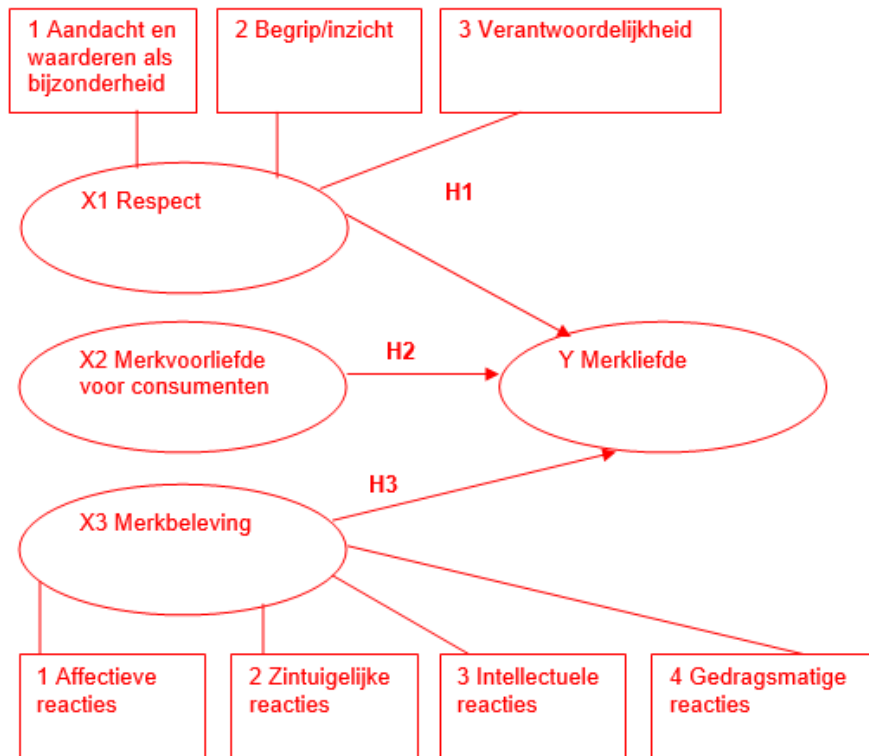 1 Aandacht en
waarderen als
bijzonderheid
2 Begrip/inzicht
3 Verantwoordelijkheid
X1 Respect
H1
X2 Merkvoorliefde
voor consumenten
H2
Y Merkliefde
H3
X3 Merkbeleving
1 Affectieve
reacties
2 Zintuigelijke
reacties
3 Intellectuele
reacties
4 Gedragsmatige
reacties